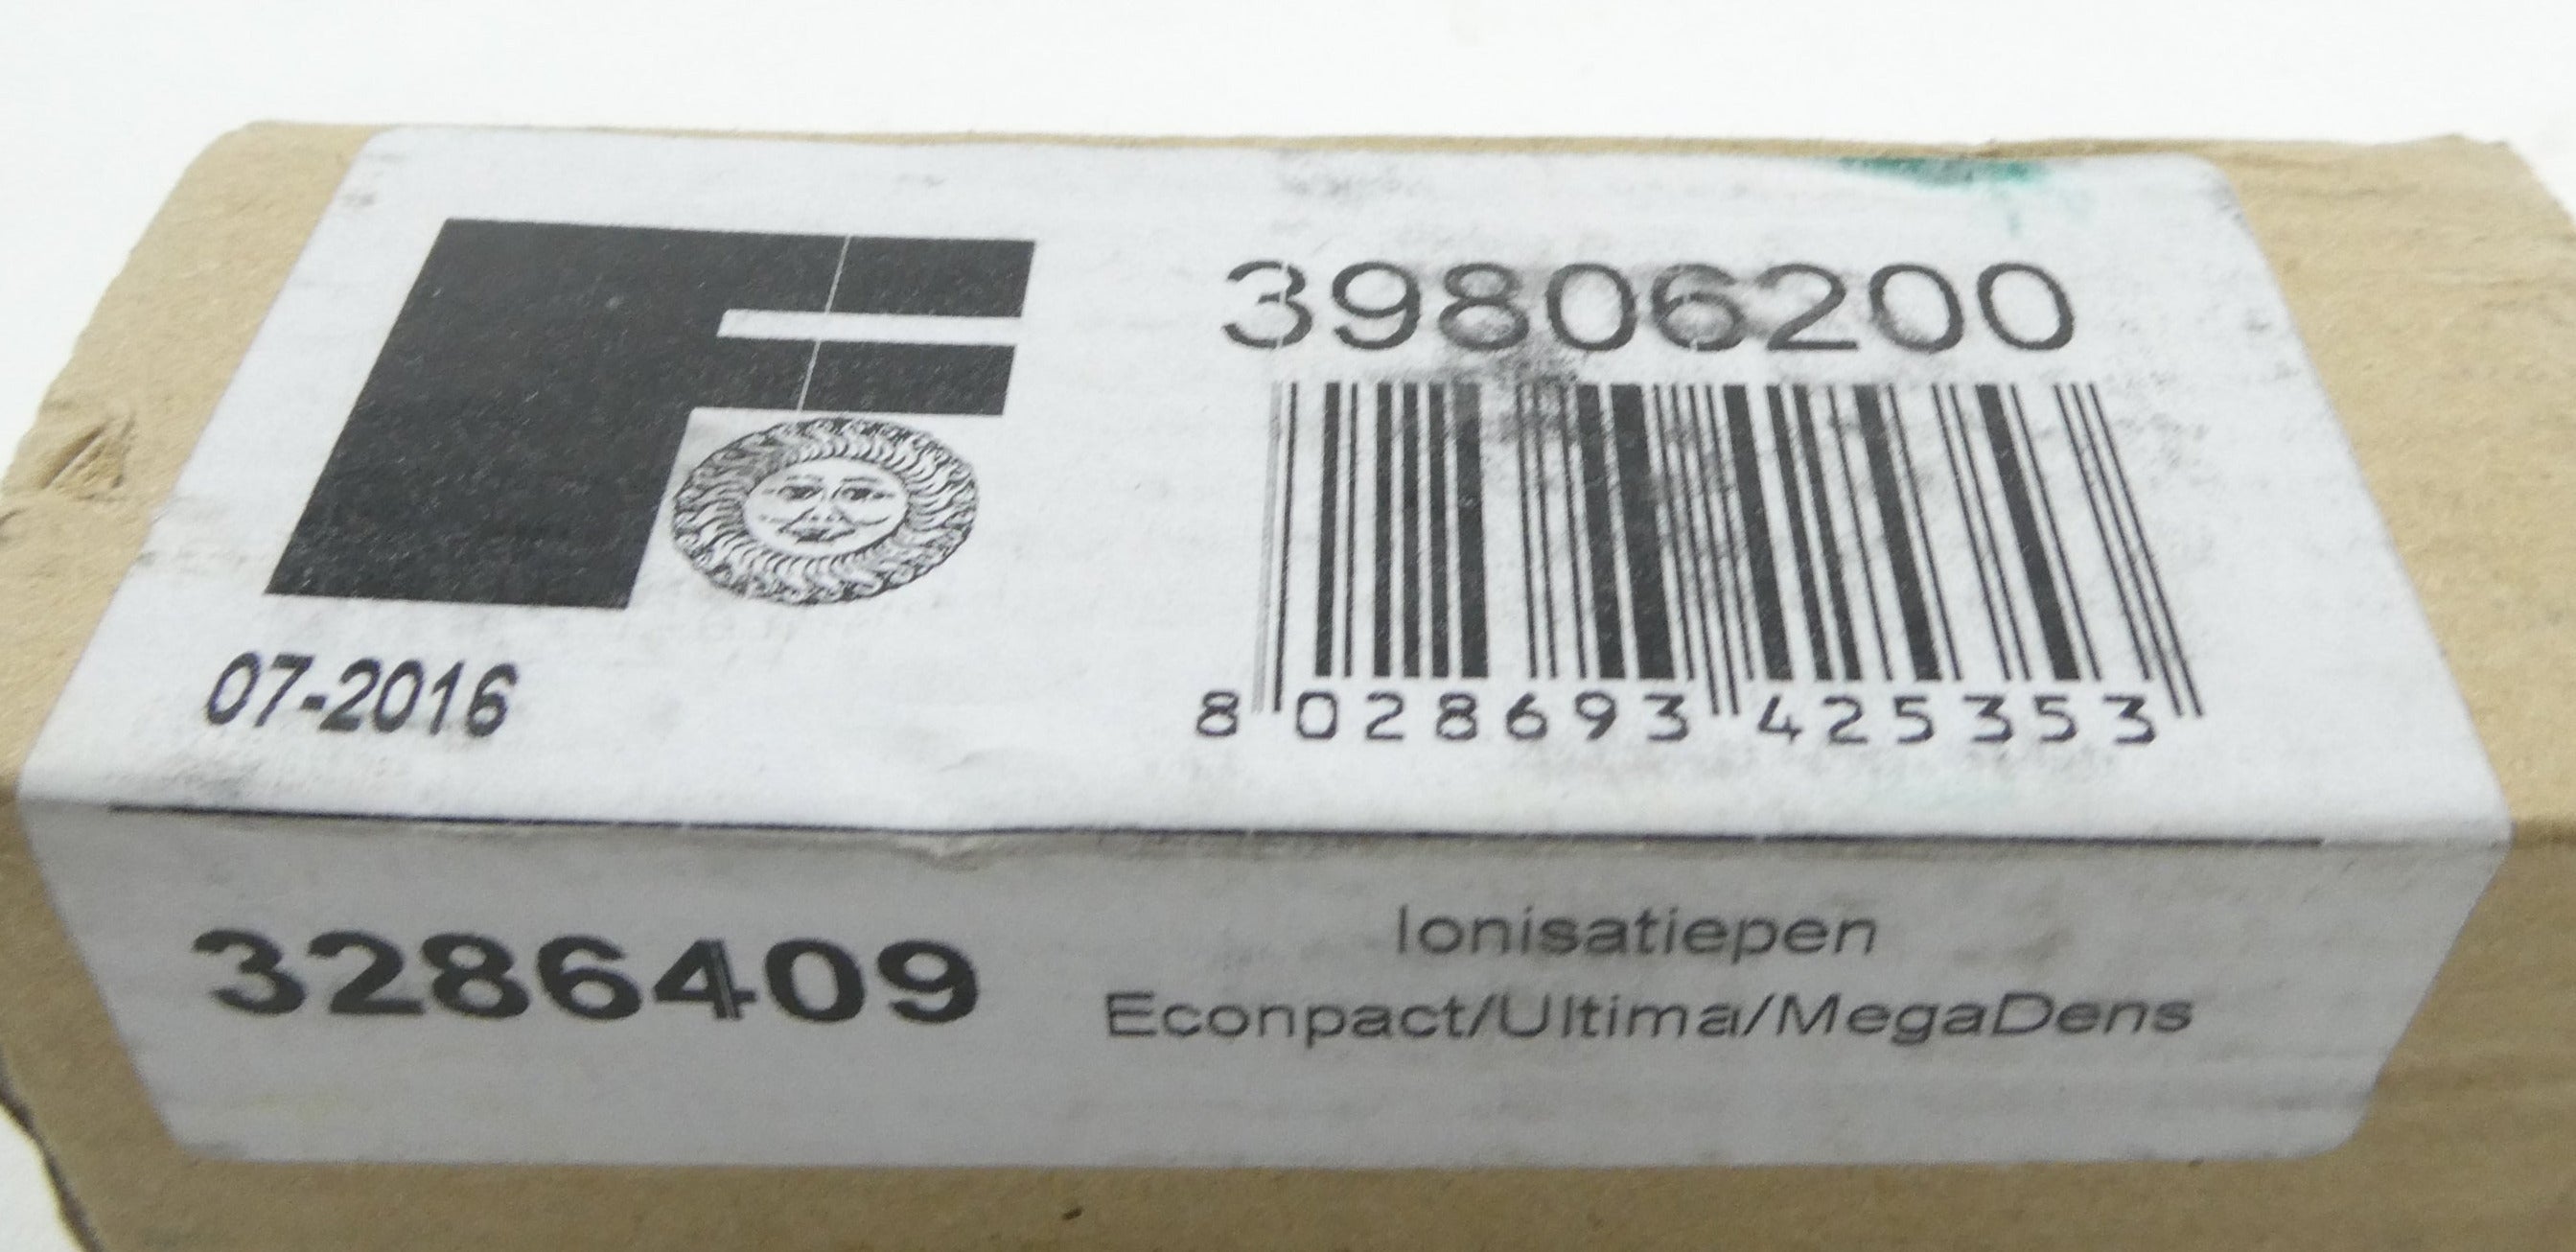 F
39806200
8 028693 425353
07-2016
3286409
Ionisatiepen
Econpact/Ultima/MegaDens